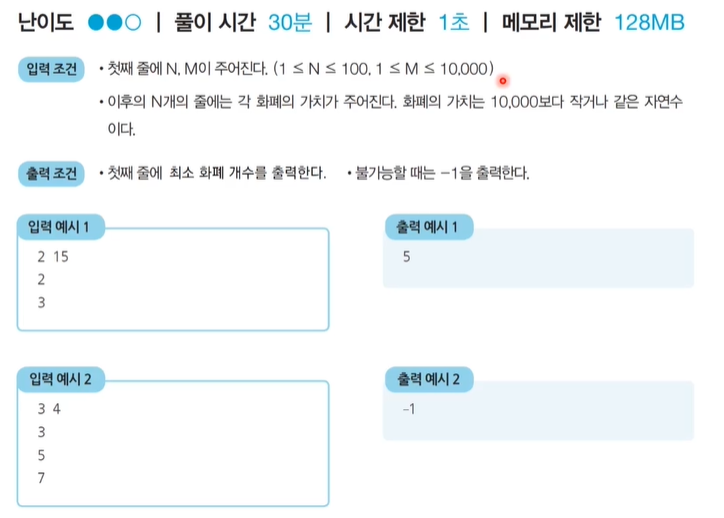 난이도 ●●○ | 풀이 시간 30분 | 시간 제한 1초 | 메모리 제한 128MB
입력 조건 • 첫째 줄에 N, M이 주어진다. (1 ≤ N ≤ 100, 1 ≤ M ≤ 10,000)
• 이후의 N개의 줄에는 각 화폐의 가치가 주어진다. 화폐의 가치는 10,000보다 작거나 같은 자연수
이다.
출력 조건 • 첫째 줄에 최소 화폐 개수를 출력한다. • 불가능할 때는 −1을 출력한다.
입력 예시 1
2 15
2
3
출력 예시 1
5
입력 예시 2
3 4
3
5
7
출력 예시 2
-1